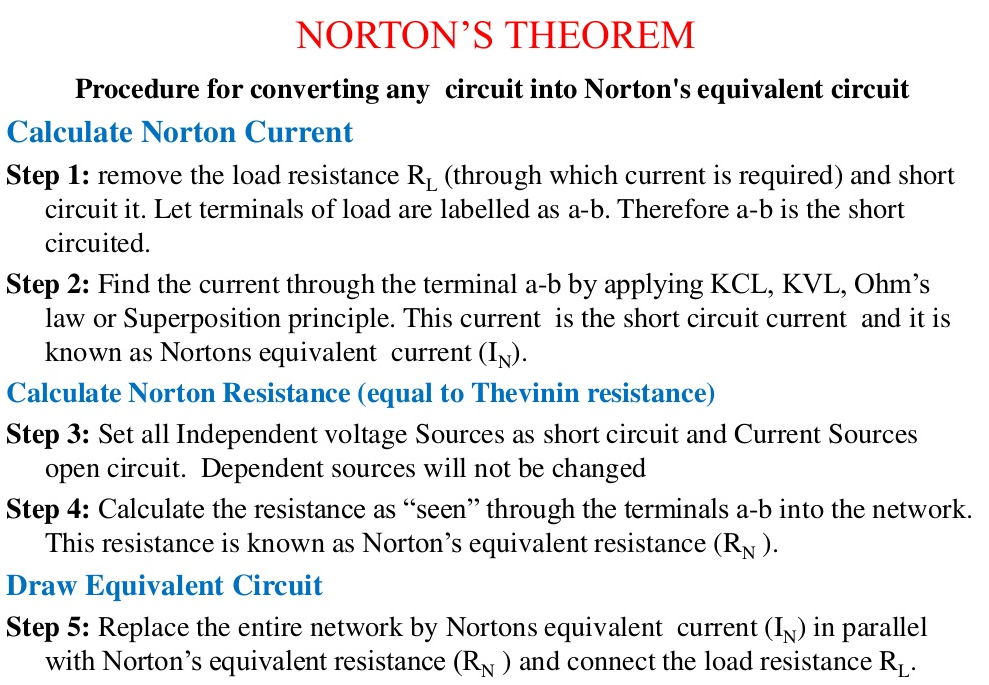 NORTON’S THEOREM
Procedure for converting any  circuit into Norton's equivalent circuit
Calculate Norton Current
Step 1: remove the load resistance RL (through which current is required) and short
circuit it. Let terminals of load are labelled as a-b. Therefore a-b is the short
circuited.
Step 2: Find the current through the terminal a-b by applying KCL, KVL, Ohm’s
law or Superposition principle. This current  is the short circuit current  and it is
known as Nortons equivalent  current (IN).
Calculate Norton Resistance (equal to Thevinin resistance)
Step 3: Set all Independent voltage Sources as short circuit and Current Sources
open circuit.  Dependent sources will not be changed
Step 4: Calculate the resistance as “seen” through the terminals a-b into the network.
This resistance is known as Norton’s equivalent resistance (RN ).
Draw Equivalent Circuit
Step 5: Replace the entire network by Nortons equivalent  current (IN) in parallel
with Norton’s equivalent resistance (RN ) and connect the load resistance RL.